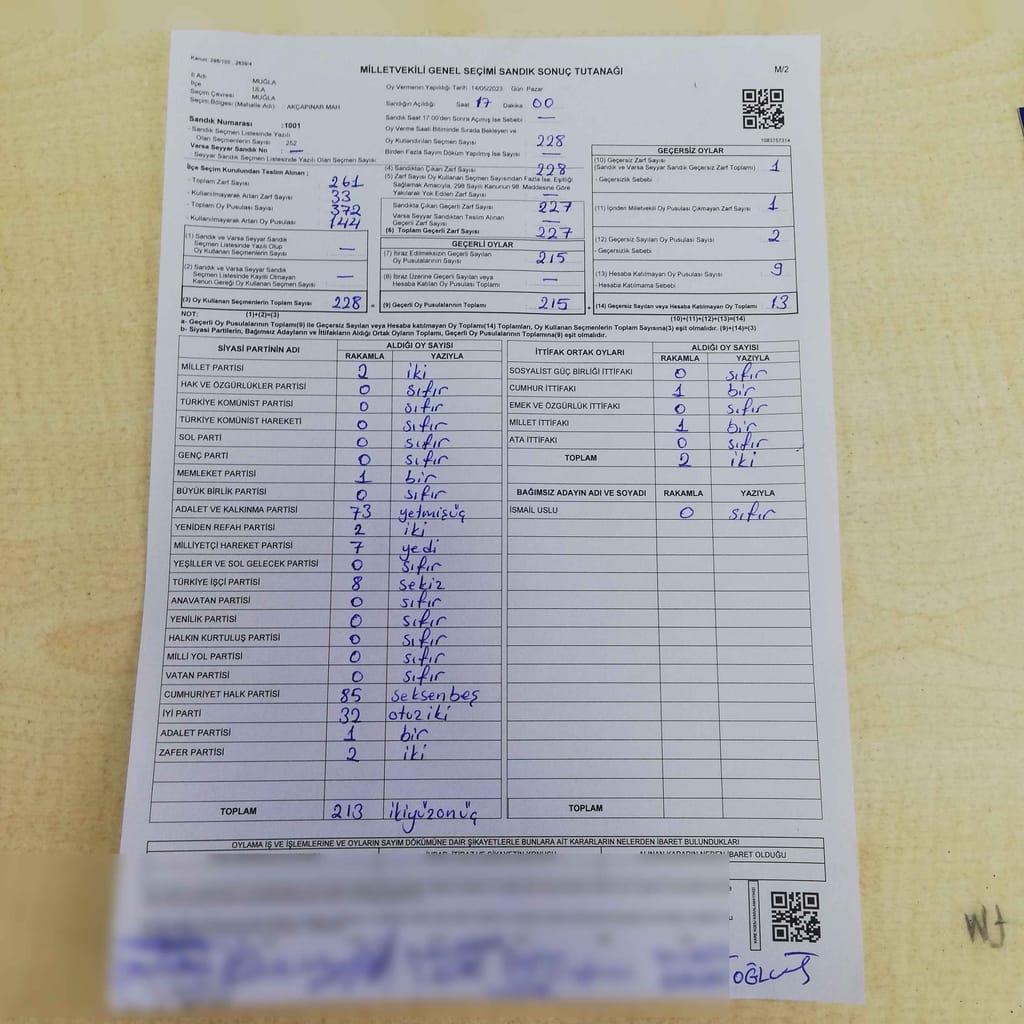 Kanun: 298/105 , 2839/4
MİLLETVEKİLİ GENEL SEÇİMİ SANDIK SONUÇ TUTANAĞI
M/2
İl Adı MUĞLA
İlçe ULA
Seçim Çevresi MUĞLA
Seçim Bölgesi (Mahalle Adı) : AKÇAPINAR MAH
Oy Vermenin Yapıldığı Tarih: 14/05/2023 Gün Pazar
Sandığın Açıldığı: Saat 17 Dakika 00
Sandık Saat 17:00'den Sonra Açılmış İse Sebebi —
Oy Verme Saati Bitiminde Sırada Bekleyen ve
Oy Kullandırılan Seçmen Sayısı 228
Birden Fazla Sayım Döküm Yapılmış İse Sayısı —
Sandık Numarası :1001
- Sandık Seçmen Listesinde Yazılı
Olan Seçmenlerin Sayısı 252
Varsa Seyyar Sandık No : —
- Seyyar Sandık Seçmen Listesinde Yazılı Olan Seçmen Sayısı:
1083757314
İlçe Seçim Kurulundan Teslim Alınan ;
- Toplam Zarf Sayısı 261
- Kullanılmayarak Artan Zarf Sayısı 33
- Toplam Oy Pusulası Sayısı 372
- Kullanılmayarak Artan Oy Pusulası 144
(1) Sandık ve Varsa Seyyar Sandık
Seçmen Listesinde Yazılı Olup
Oy Kullanan Seçmenlerin Sayısı —
(2) Sandık ve Varsa Seyyar Sandık
Seçmen Listesinde Kayıtlı Olmayan
Kanun Gereği Oy Kullanan Seçmen Sayısı —
(3) Oy Kullanan Seçmenlerin Toplam Sayısı 228 =
(4) Sandıktan Çıkan Zarf Sayısı 228
(5) Zarf Sayısı Oy Kullanan Seçmen Sayısından Fazla İse, Eşitliği
Sağlamak Amacıyla, 298 Sayılı Kanunun 98. Maddesine Göre
Yakılarak Yok Edilen Zarf Sayısı —
Sandıkta Çıkan Geçerli Zarf Sayısı 227
Varsa Seyyar Sandıktan Teslim Alınan
Geçerli Zarf Sayısı —
(6) Toplam Geçerli Zarf Sayısı 227
GEÇERLİ OYLAR
(7) İtiraz Edilmeksizin Geçerli Sayılan
Oy Pusulalarının Sayısı 215
(8) İtiraz Üzerine Geçerli Sayılan veya
Hesaba Katılan Oy Pusulaları Toplamı —
(9) Geçerli Oy Pusulalarının Toplamı 215 +
GEÇERSİZ OYLAR
(10) Geçersiz Zarf Sayısı
(Sandık ve Varsa Seyyar Sandık Geçersiz Zarf Toplamı) 1
- Geçersizlik Sebebi
(11) İçinden Milletvekili Oy Pusulası Çıkmayan Zarf Sayısı 1
(12) Geçersiz Sayılan Oy Pusulası Sayısı 2
- Geçersizlik Sebebi:
(13) Hesaba Katılmayan Oy Pusulası Sayısı 9
- Hesaba Katılmama Sebebi:
(14) Geçersiz Sayılan veya Hesaba Katılmayan Oy Toplamı 13
NOT: (1)+(2)=(3)
(10)+(11)+(12)+(13)=(14)
a- Geçerli Oy Pusulalarının Toplamı(9) ile Geçersiz Sayılan veya Hesaba katılmayan Oy Toplamı(14) Toplamları, Oy Kullanan Seçmenlerin Toplam Sayısına(3) eşit olmalıdır. (9)+(14)=(3)
b- Siyasi Partilerin, Bağımsız Adayların ve İttifakların Aldığı Ortak Oyların Toplamı, Geçerli Oy Pusulalarının Toplamına(9) eşit olmalıdır.
SİYASİ PARTİNİN ADI ALDIĞI OY SAYISI
RAKAMLA YAZIYLA
MİLLET PARTİSİ 2 iki
HAK VE ÖZGÜRLÜKLER PARTİSİ 0 sıfır
TÜRKİYE KOMÜNİST PARTİSİ 0 sıfır
TÜRKİYE KOMÜNİST HAREKETİ 0 sıfır
SOL PARTİ 0 sıfır
GENÇ PARTİ 0 sıfır
MEMLEKET PARTİSİ 1 bir
BÜYÜK BİRLİK PARTİSİ 0 sıfır
ADALET VE KALKINMA PARTİSİ 73 yetmişüç
YENİDEN REFAH PARTİSİ 2 iki
MİLLİYETÇİ HAREKET PARTİSİ 7 yedi
YEŞİLLER VE SOL GELECEK PARTİSİ 0 sıfır
TÜRKİYE İŞÇİ PARTİSİ 8 sekiz
ANAVATAN PARTİSİ 0 sıfır
YENİLİK PARTİSİ 0 sıfır
HALKIN KURTULUŞ PARTİSİ 0 sıfır
MİLLİ YOL PARTİSİ 0 sıfır
VATAN PARTİSİ 0 sıfır
CUMHURİYET HALK PARTİSİ 85 seksenbeş
İYİ PARTİ 32 otuziki
ADALET PARTİSİ 1 bir
ZAFER PARTİSİ 2 iki
TOPLAM 213 ikiyüzonüç
İTTİFAK ORTAK OYLARI ALDIĞI OY SAYISI
RAKAMLA YAZIYLA
SOSYALİST GÜÇ BİRLİĞİ İTTİFAKI 0 sıfır
CUMHUR İTTİFAKI 1 bir
EMEK VE ÖZGÜRLÜK İTTİFAKI 0 sıfır
MİLLET İTTİFAKI 1 bir
ATA İTTİFAKI 0 sıfır
TOPLAM 2 iki
BAĞIMSIZ ADAYIN ADI VE SOYADI RAKAMLA YAZIYLA
İSMAİL USLU 0 sıfır
TOPLAM
OYLAMA İŞ VE İŞLEMLERİNE VE OYLARIN SAYIM DÖKÜMÜNE DAİR ŞİKAYETLERLE BUNLARA AİT KARARLARIN NELERDEN İBARET BULUNDUKLARI
İBARET OLDUĞU
OĞLU